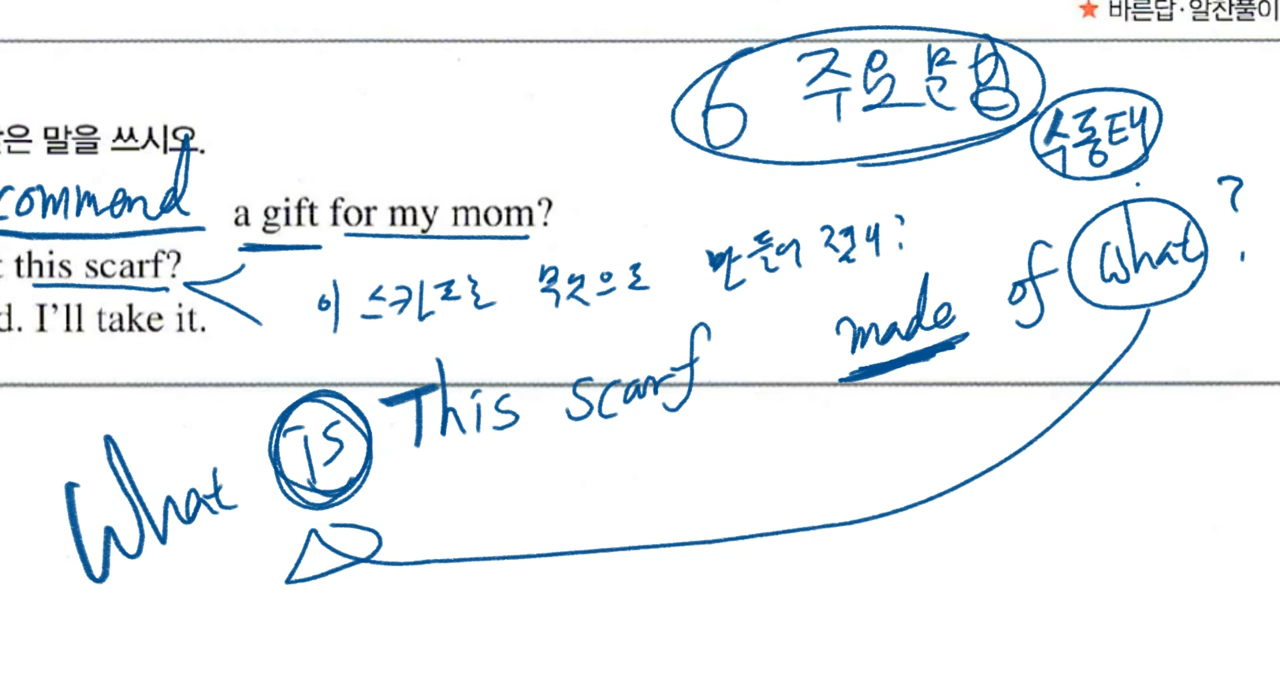 ★ 바른답·알찬풀이
6 주요 문법
수동태
은 말을 쓰시오.
commend a gift for my mom?
this scarf?
이 스카프는 무엇으로 만들어 졌니?
d. I'll take it.
made of what?
What is This scarf